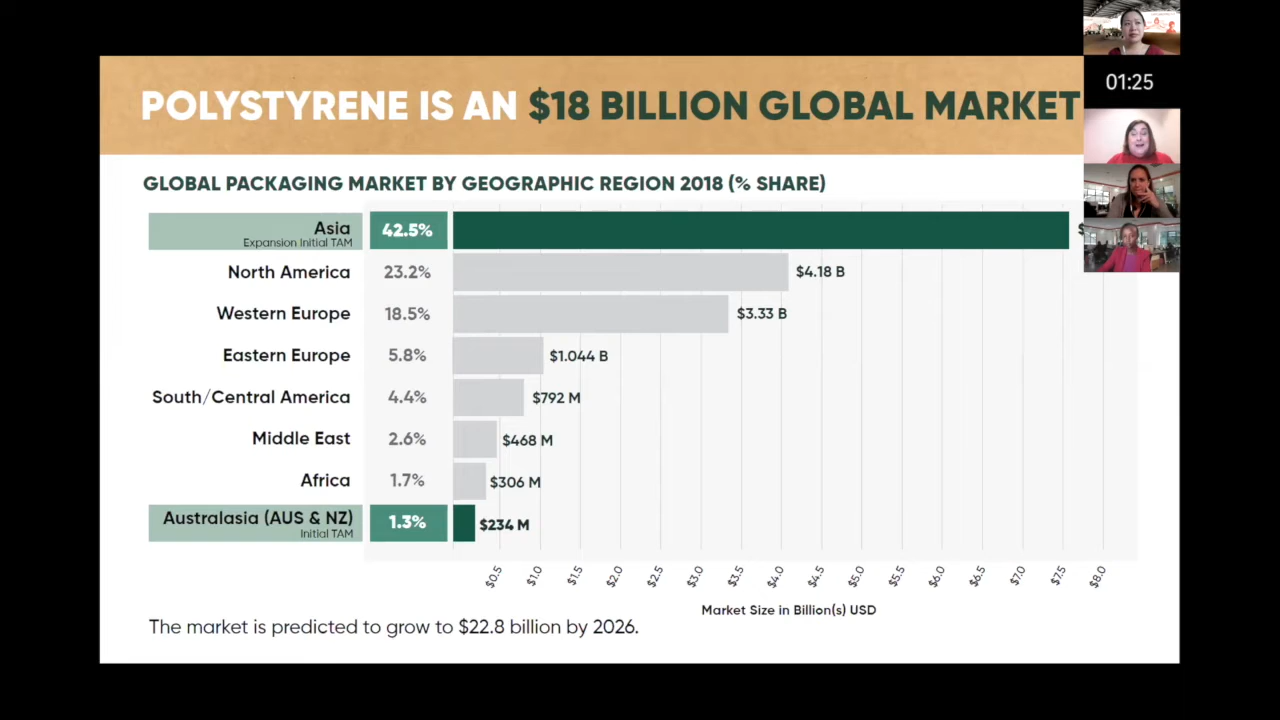 POLYSTYRENE IS AN $18 BILLION GLOBAL MARKET
01:25
GLOBAL PACKAGING MARKET BY GEOGRAPHIC REGION 2018 (% SHARE)
Asia 42.5%
Expansion Initial TAM
North America 23.2% $4.18 B
Western Europe 18.5% $3.33 B
Eastern Europe 5.8% $1.044 B
South/Central America 4.4% $792 M
Middle East 2.6% $468 M
Africa 1.7% $306 M
Australasia (AUS & NZ) 1.3% $234 M
Initial TAM
$0.5 $1.0 $1.5 $2.0 $2.5 $3.0 $3.5 $4.0 $4.5 $5.0 $5.5 $6.0 $6.5 $7.0 $7.5 $8.0
Market Size in Billion(s) USD
The market is predicted to grow to $22.8 billion by 2026.